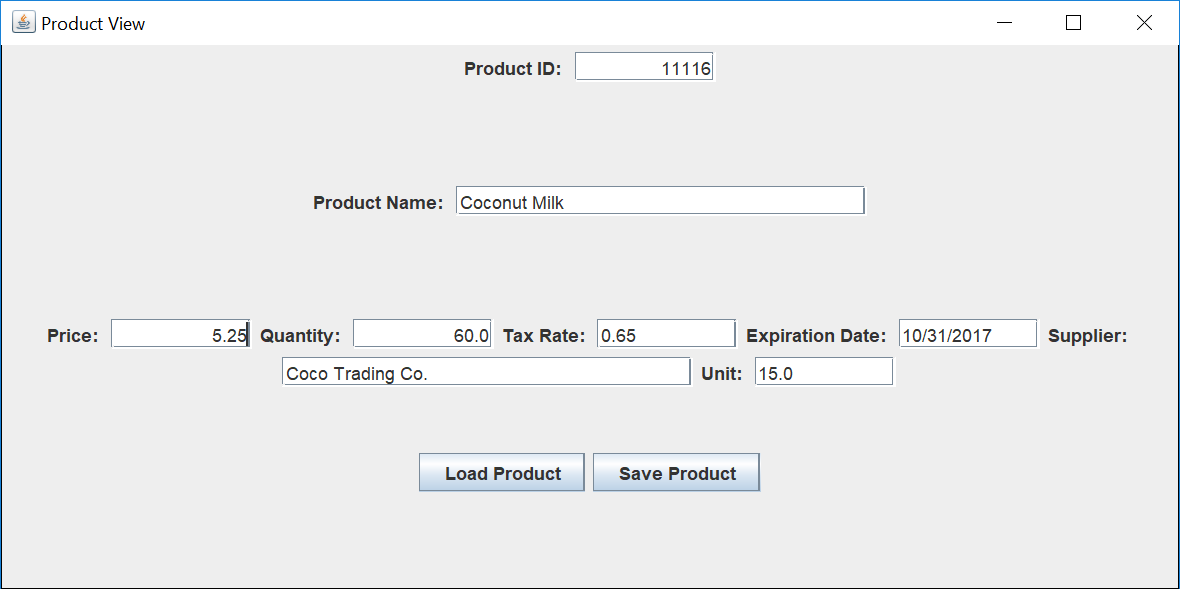 Product View
Product ID: 11116
Product Name: Coconut Milk
Price: 5.25 Quantity: 60.0 Tax Rate: 0.65 Expiration Date: 10/31/2017 Supplier:
Coco Trading Co. Unit: 15.0
Load Product Save Product